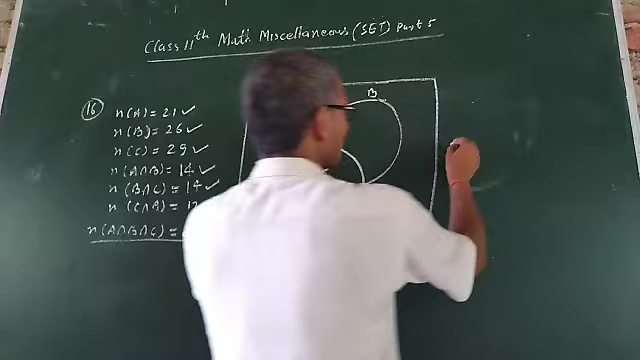 Class 11th Math Miscellaneous (SET) Part 5
16
n(A) = 21 ✓
n(B) = 26 ✓
n(C) = 29 ✓
n(A∩B) = 14 ✓
n(B∩C) = 14 ✓
n(C∩A) =
n(A∩B∩C) =
B